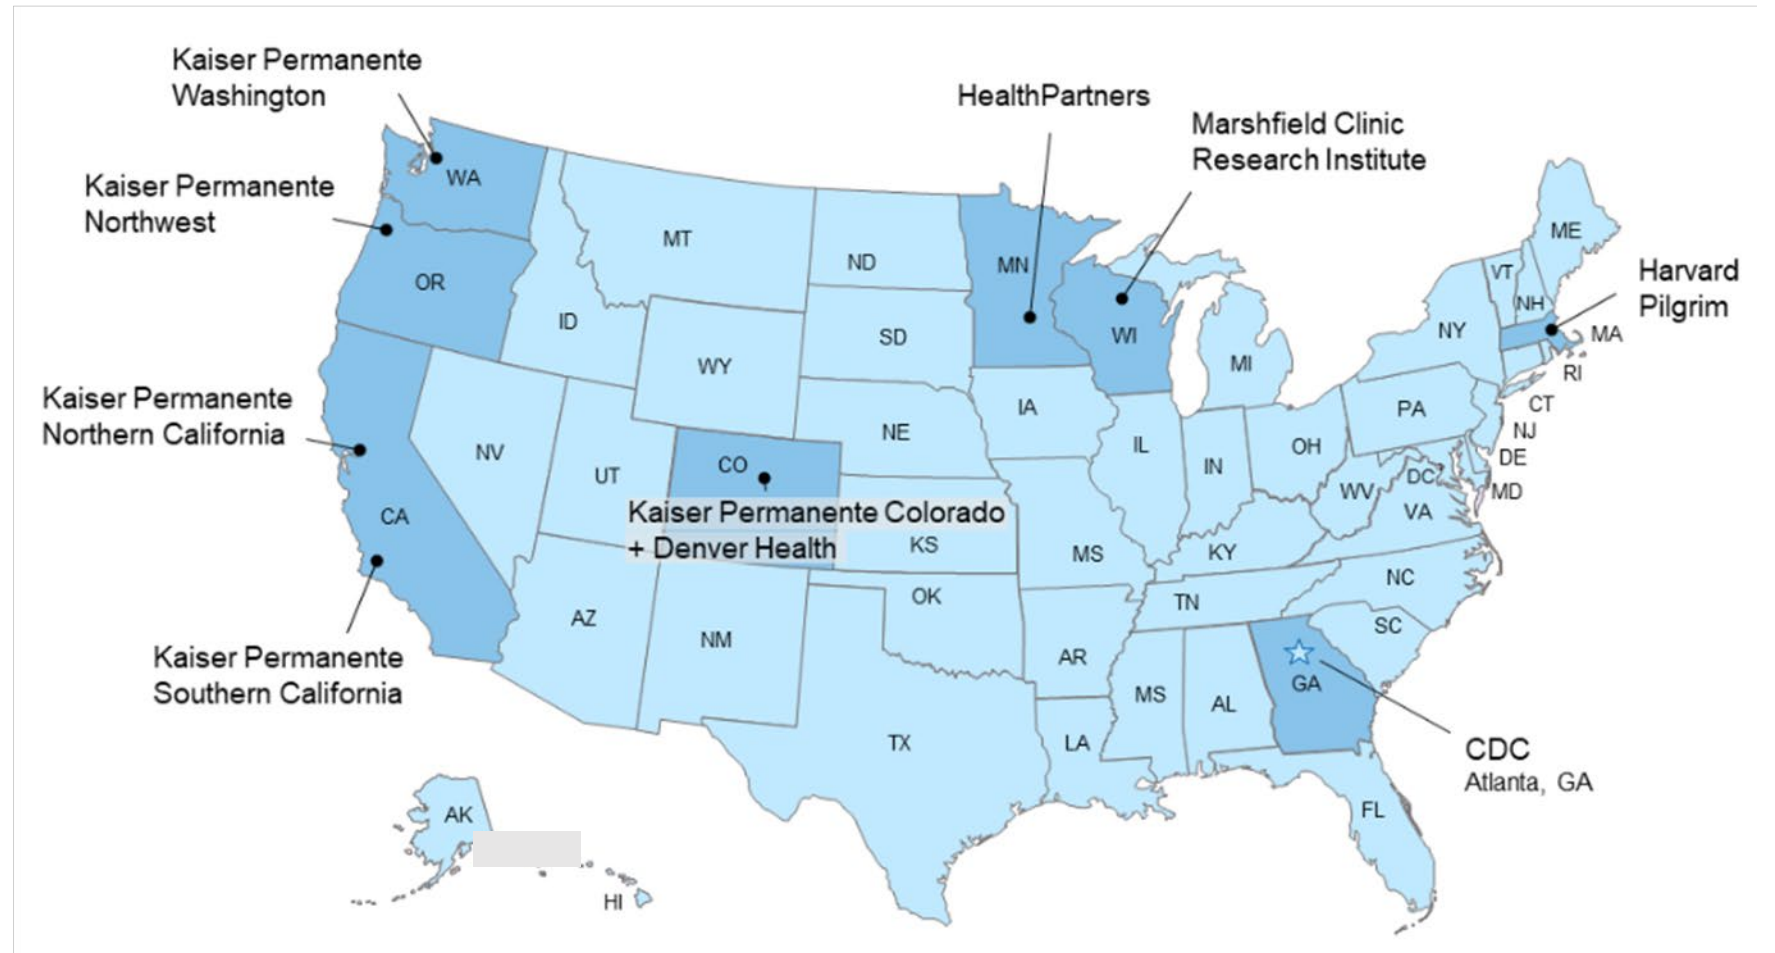 Kaiser Permanente
Washington
HealthPartners
Marshfield Clinic
Research Institute
Kaiser Permanente
Northwest
Harvard
Pilgrim
Kaiser Permanente
Northern California
Kaiser Permanente Colorado
+ Denver Health
Kaiser Permanente
Southern California
CDC
Atlanta, GA
WA
OR
CA
NV
ID
MT
WY
UT
CO
AZ
NM
ND
SD
NE
KS
OK
TX
MN
IA
MS
AR
LA
WI
IL
MI
IN
OH
KY
TN
MS
AL
GA
FL
SC
NC
VA
WV
DC
PA
NY
VT
NH
ME
MA
RI
CT
NJ
DE
MD
AK
HI